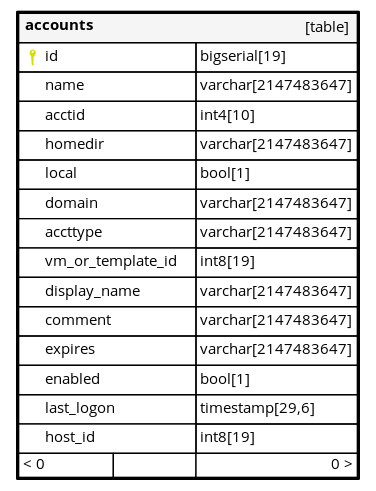 accounts [table]
id bigserial[19]
name varchar[2147483647]
acctid int4[10]
homedir varchar[2147483647]
local bool[1]
domain varchar[2147483647]
accttype varchar[2147483647]
vm_or_template_id int8[19]
display_name varchar[2147483647]
comment varchar[2147483647]
expires varchar[2147483647]
enabled bool[1]
last_logon timestamp[29,6]
host_id int8[19]
< 0 0 >